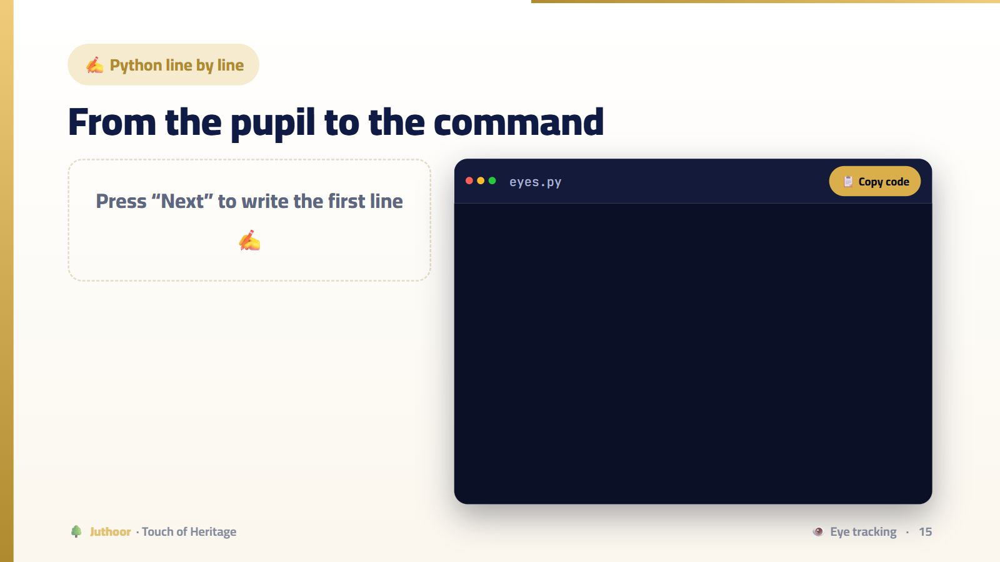 ✍️ Python line by line
From the pupil to the command
Press “Next” to write the first line
✍️
eyes.py
📋 Copy code
🌳 Juthoor · Touch of Heritage
👁️ Eye tracking · 15